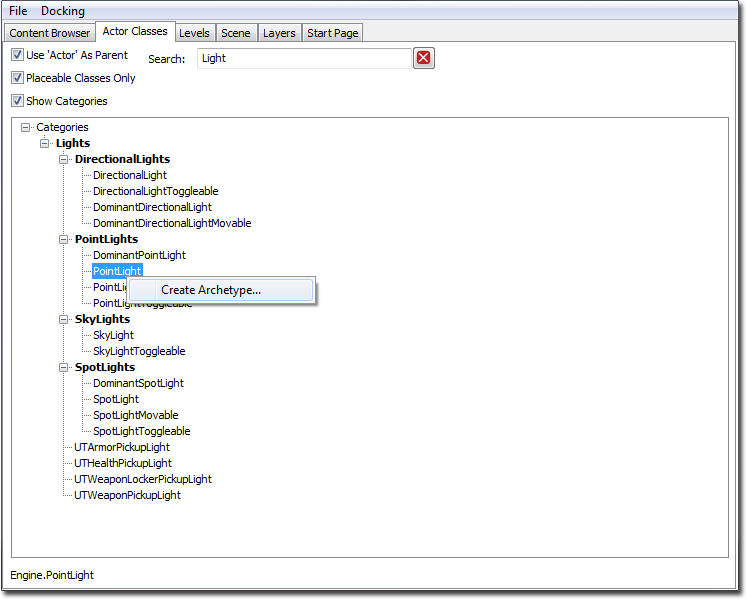 File Docking
Content Browser Actor Classes Levels Scene Layers Start Page
Use 'Actor' As Parent Search: Light
Placeable Classes Only
Show Categories
Categories
Lights
DirectionalLights
DirectionalLight
DirectionalLightToggleable
DominantDirectionalLight
DominantDirectionalLightMovable
PointLights
DominantPointLight
PointLight
PointLi
Create Archetype...
PointLightToggleable
SkyLights
SkyLight
SkyLightToggleable
SpotLights
DominantSpotLight
SpotLight
SpotLightMovable
SpotLightToggleable
UTArmorPickupLight
UTHealthPickupLight
UTWeaponLockerPickupLight
UTWeaponPickupLight
Engine.PointLight